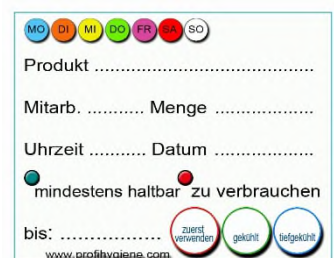 MO DI MI DO FR SA SO
Produkt ......................................
Mitarb. .......... Menge ..................
Uhrzeit ........... Datum ..................
mindestens haltbar zu verbrauchen
bis: .................. zuerst verwenden gekühlt tiefgekühlt
www.profihygiene.com